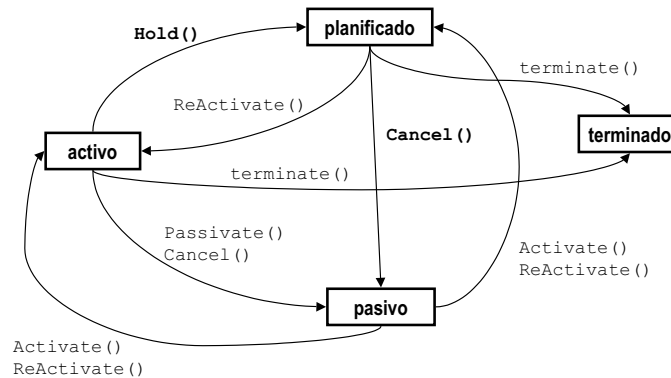 planificado
Hold()
terminate()
ReActivate()
terminado
Cancel()
activo
terminate()
Passivate()
Cancel()
Activate()
ReActivate()
pasivo
Activate()
ReActivate()